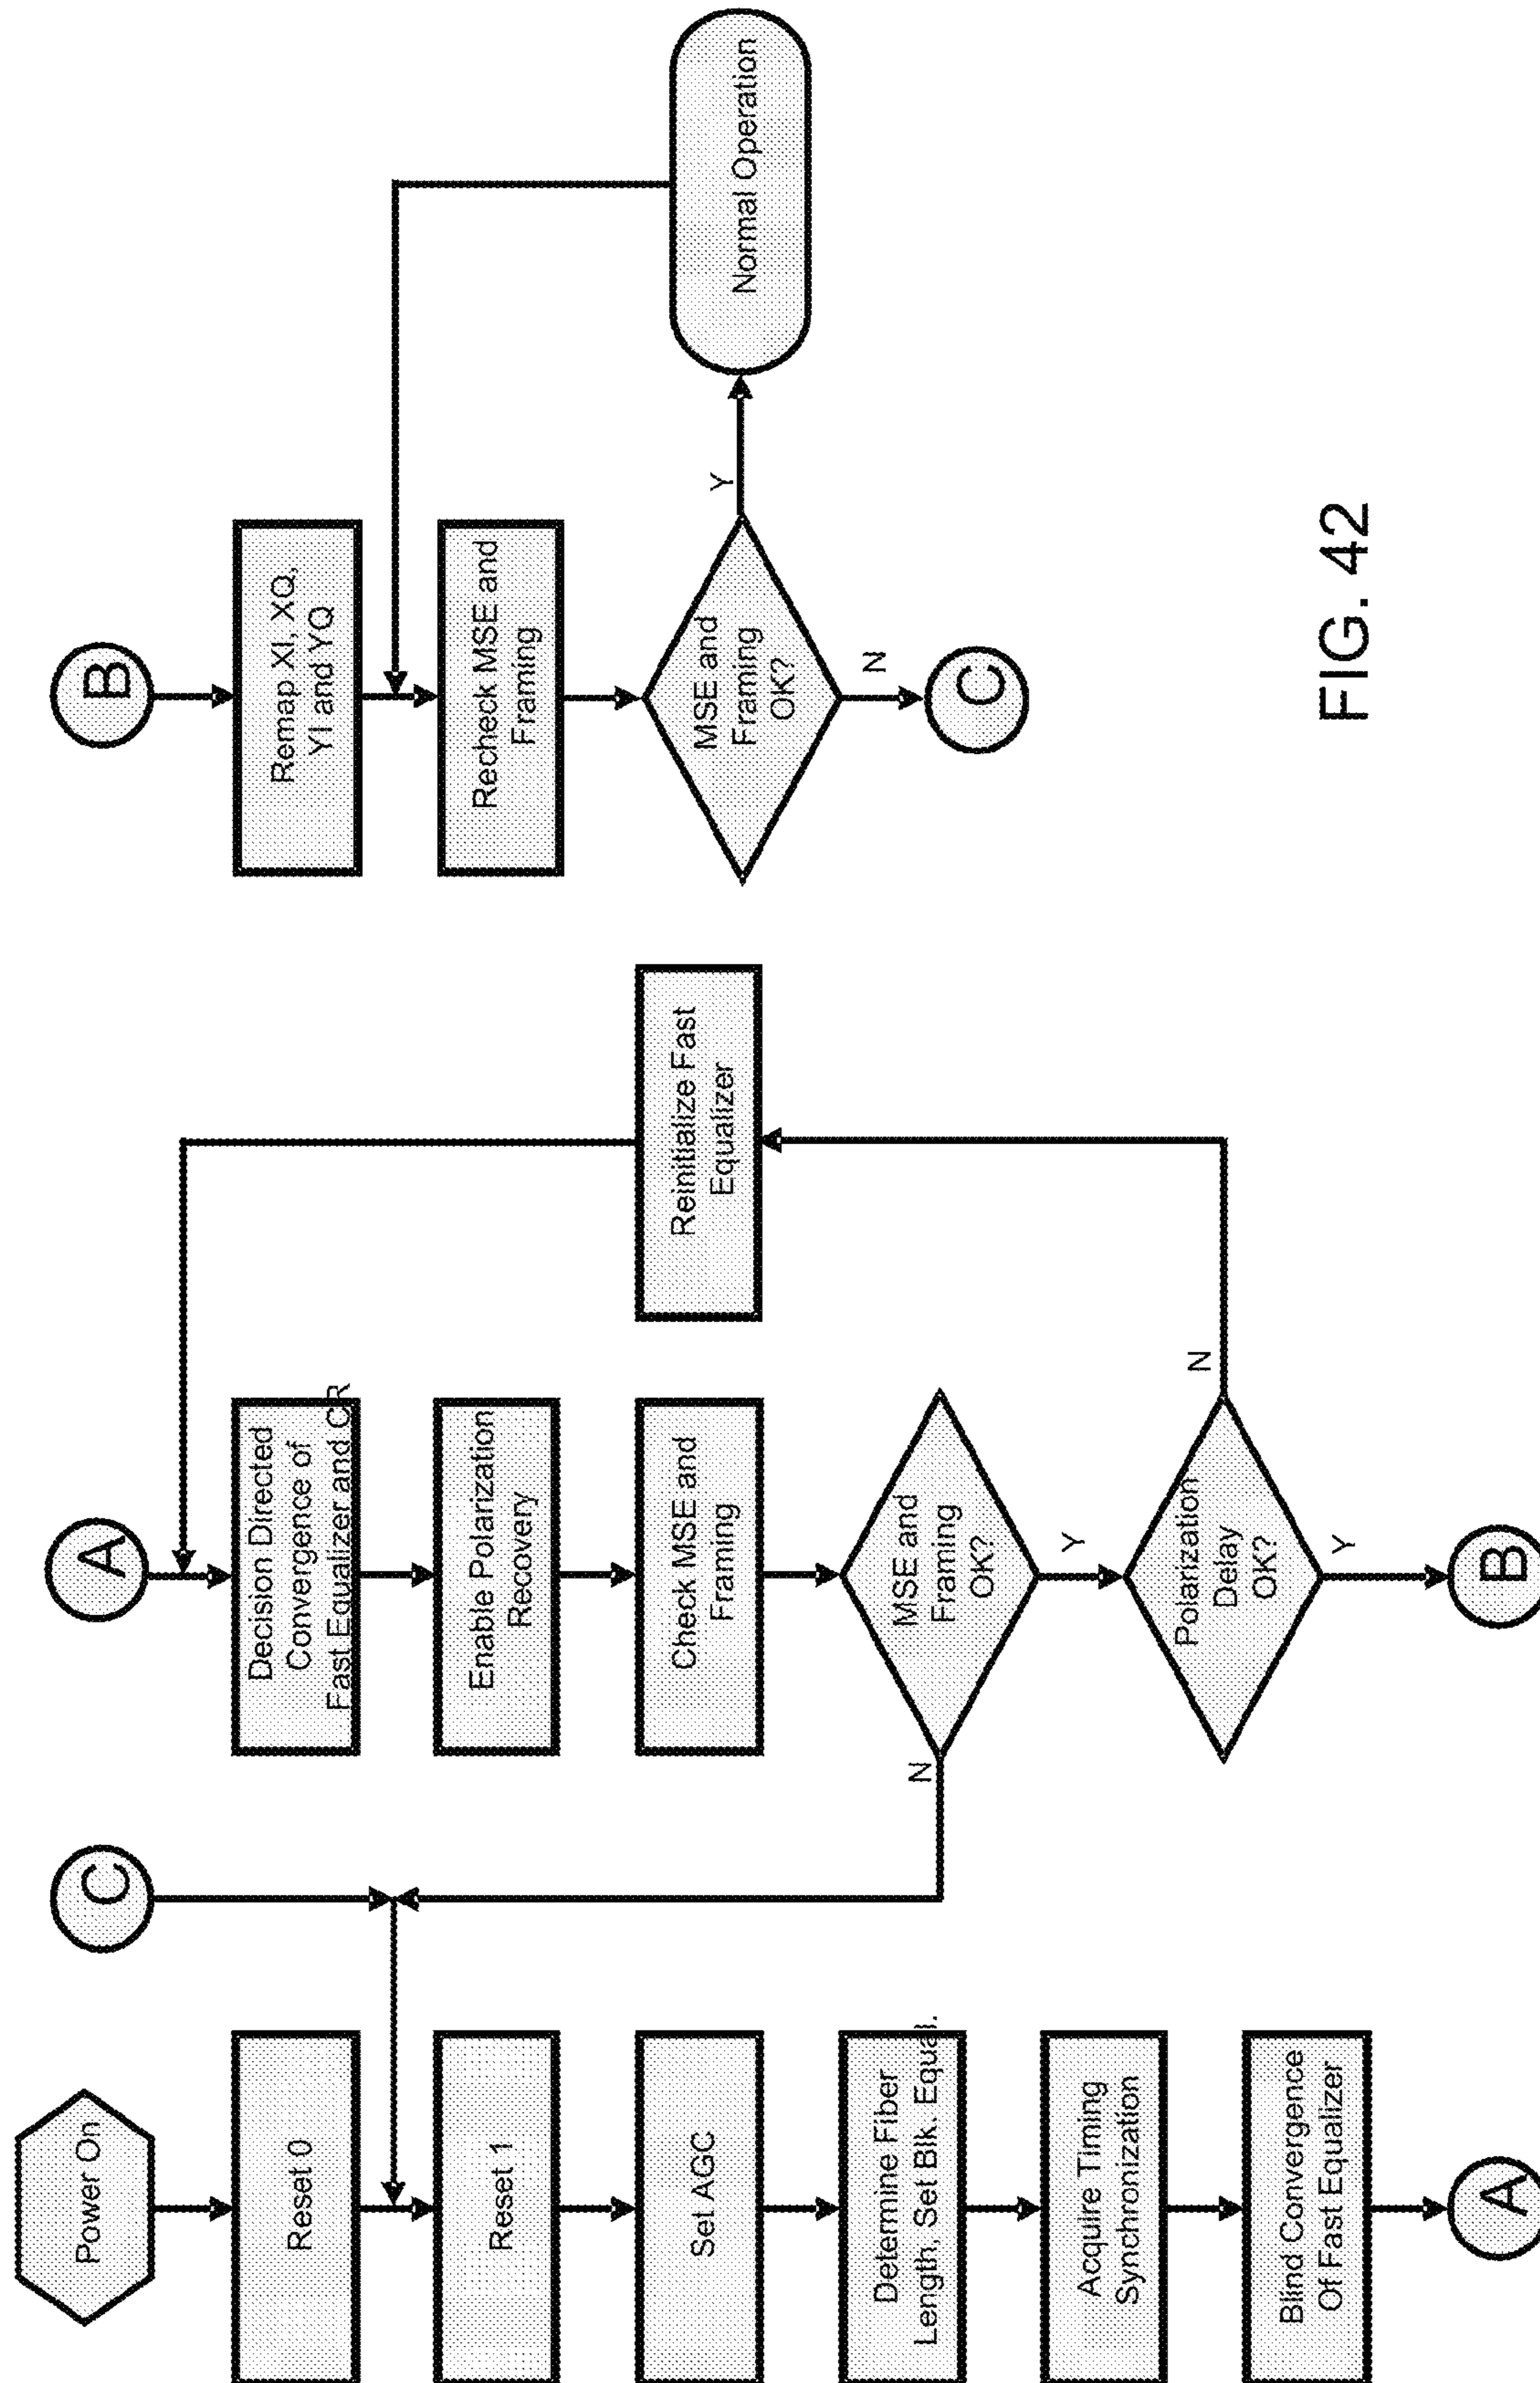 Power On
Reset 0
Reset 1
Set AGC
Determine Fiber
Length, Set Blk. Equal.
Acquire Timing
Synchronization
Blind Convergence
Of Fast Equalizer
A
C
A
Decision Directed
Convergence of
Fast Equalizer and CR
Enable Polarization
Recovery
Check MSE and
Framing
MSE and
Framing
OK?
N
Y
Polarization
Delay
OK?
N
Y
B
Reinitialize Fast
Equalizer
B
Remap XI, XQ,
YI and YQ
Recheck MSE and
Framing
MSE and
Framing
OK?
Y
N
C
Normal Operation
FIG. 42